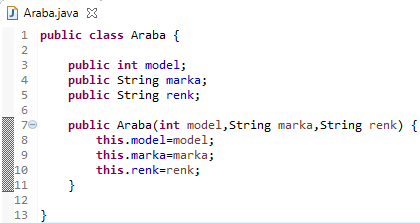 Araba.java
1 public class Araba {
2
3 public int model;
4 public String marka;
5 public String renk;
6
7 public Araba(int model,String marka,String renk) {
8 this.model=model;
9 this.marka=marka;
10 this.renk=renk;
11 }
12
13 }